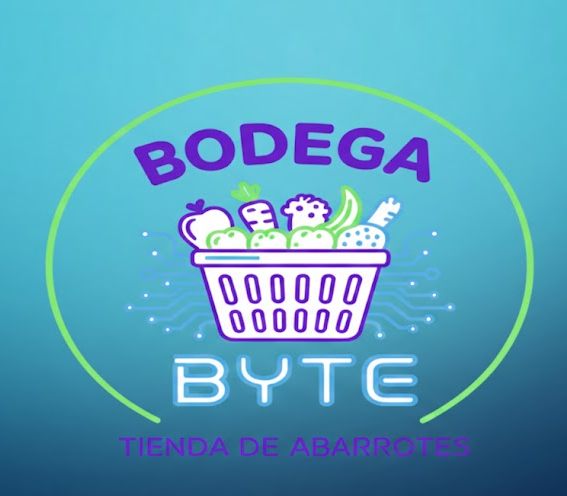 BODEGA
BYTE
TIENDA DE ABARROTES